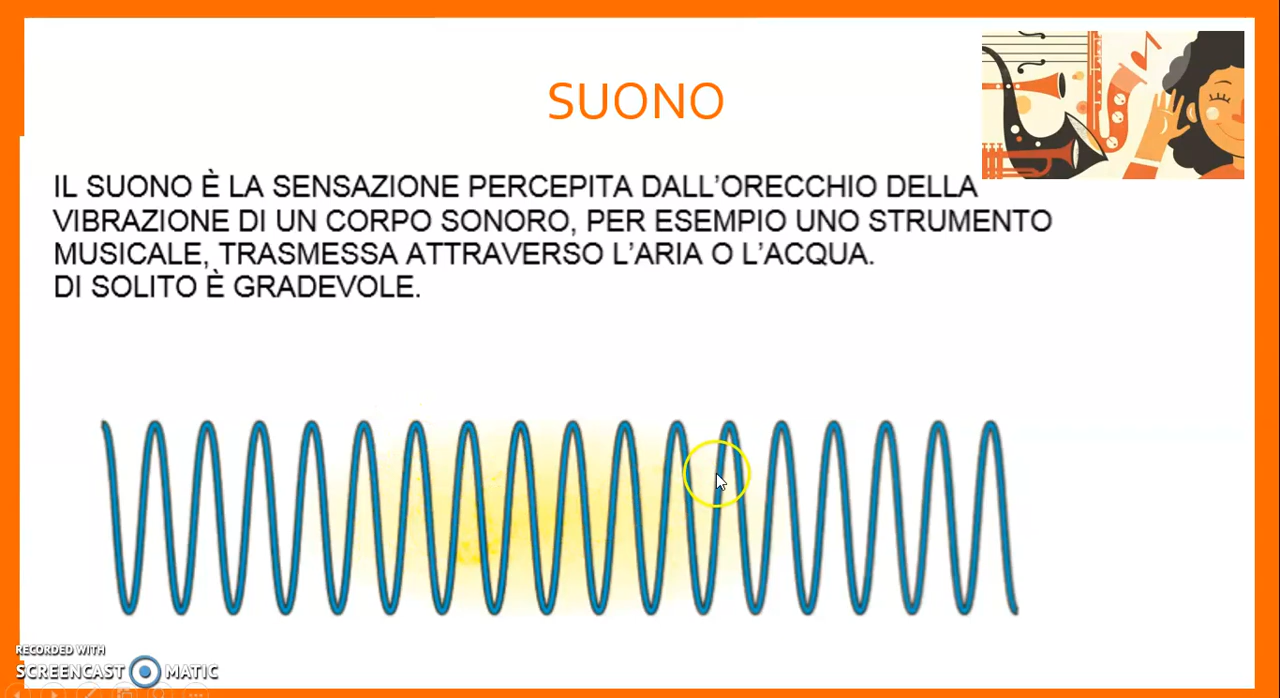 SUONO
IL SUONO È LA SENSAZIONE PERCEPITA DALL'ORECCHIO DELLA
VIBRAZIONE DI UN CORPO SONORO, PER ESEMPIO UNO STRUMENTO
MUSICALE, TRASMESSA ATTRAVERSO L'ARIA O L'ACQUA.
DI SOLITO È GRADEVOLE.
RECORDED WITH
SCREENCAST MATIC